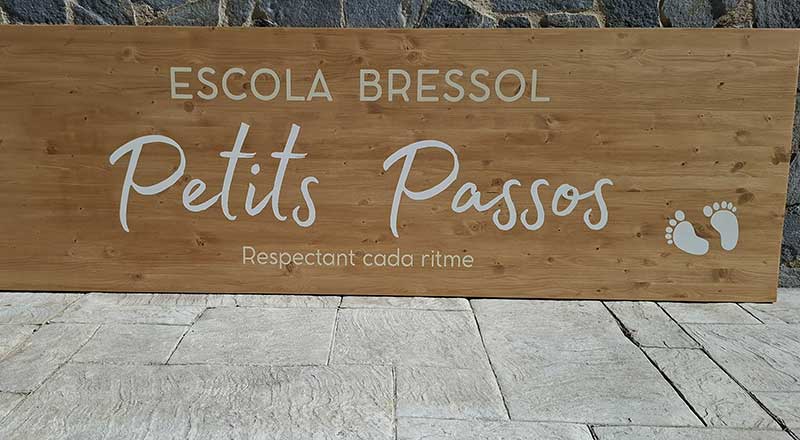 ESCOLA BRESSOL
Petits Passos
Respectant cada ritme